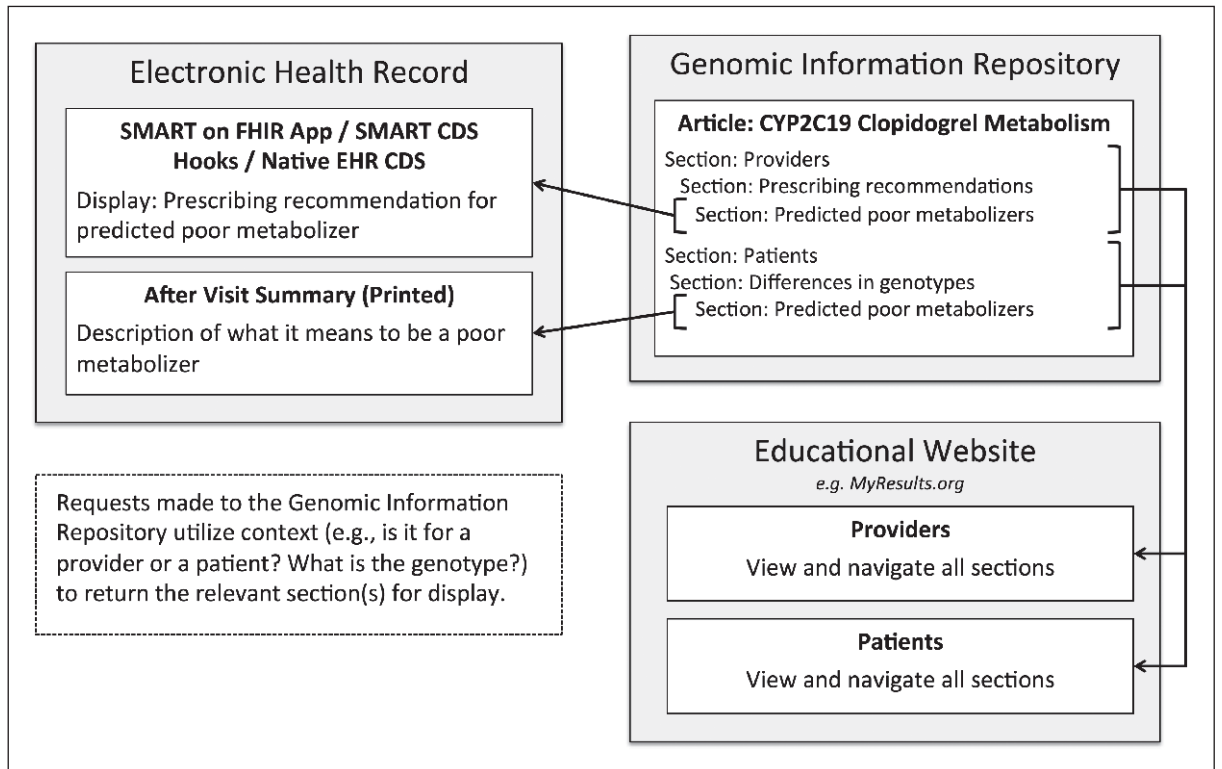 Electronic Health Record
SMART on FHIR App / SMART CDS
Hooks / Native EHR CDS
Display: Prescribing recommendation for
predicted poor metabolizer
After Visit Summary (Printed)
Description of what it means to be a poor
metabolizer
Requests made to the Genomic Information
Repository utilize context (e.g., is it for a
provider or a patient? What is the genotype?)
to return the relevant section(s) for display.
Genomic Information Repository
Article: CYP2C19 Clopidogrel Metabolism
Section: Providers
Section: Prescribing recommendations
Section: Predicted poor metabolizers
Section: Patients
Section: Differences in genotypes
Section: Predicted poor metabolizers
Educational Website
e.g. MyResults.org
Providers
View and navigate all sections
Patients
View and navigate all sections